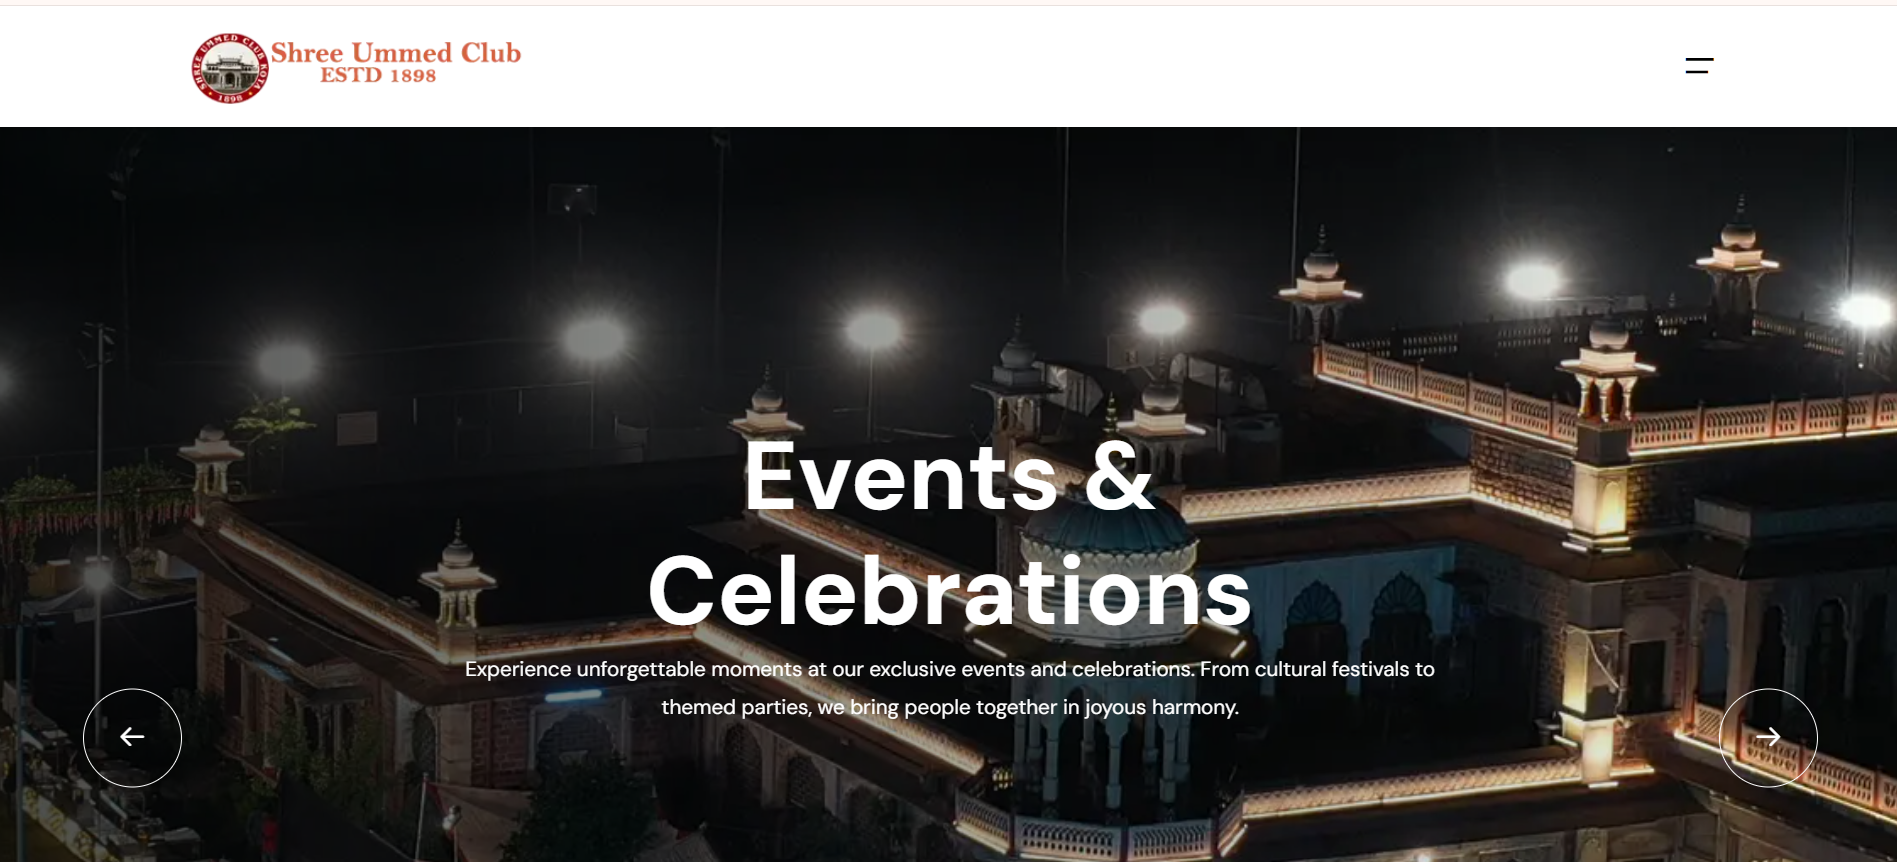 SHREE UMMED CLUB KOTA
1898
Shree Ummed Club
ESTD 1898
Events &
Celebrations
Experience unforgettable moments at our exclusive events and celebrations. From cultural festivals to
themed parties, we bring people together in joyous harmony.